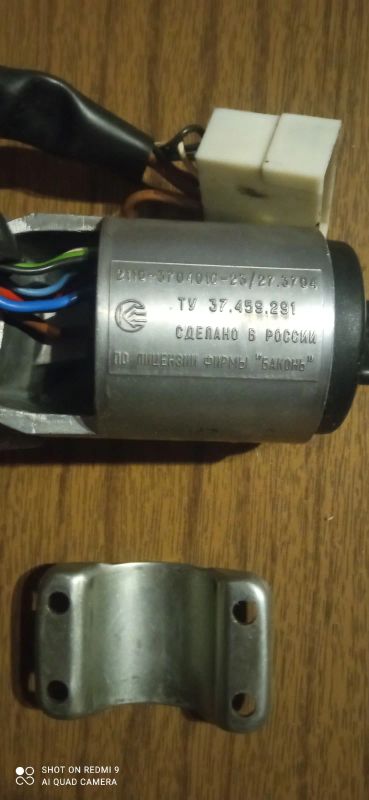 2110-3704010-23/27.3704
ТУ 37.459.291
СДЕЛАНО В РОССИИ
ПО ЛИЦЕНЗИИ ФИРМЫ "БАКОНЬ"
SHOT ON REDMI 9
AI QUAD CAMERA